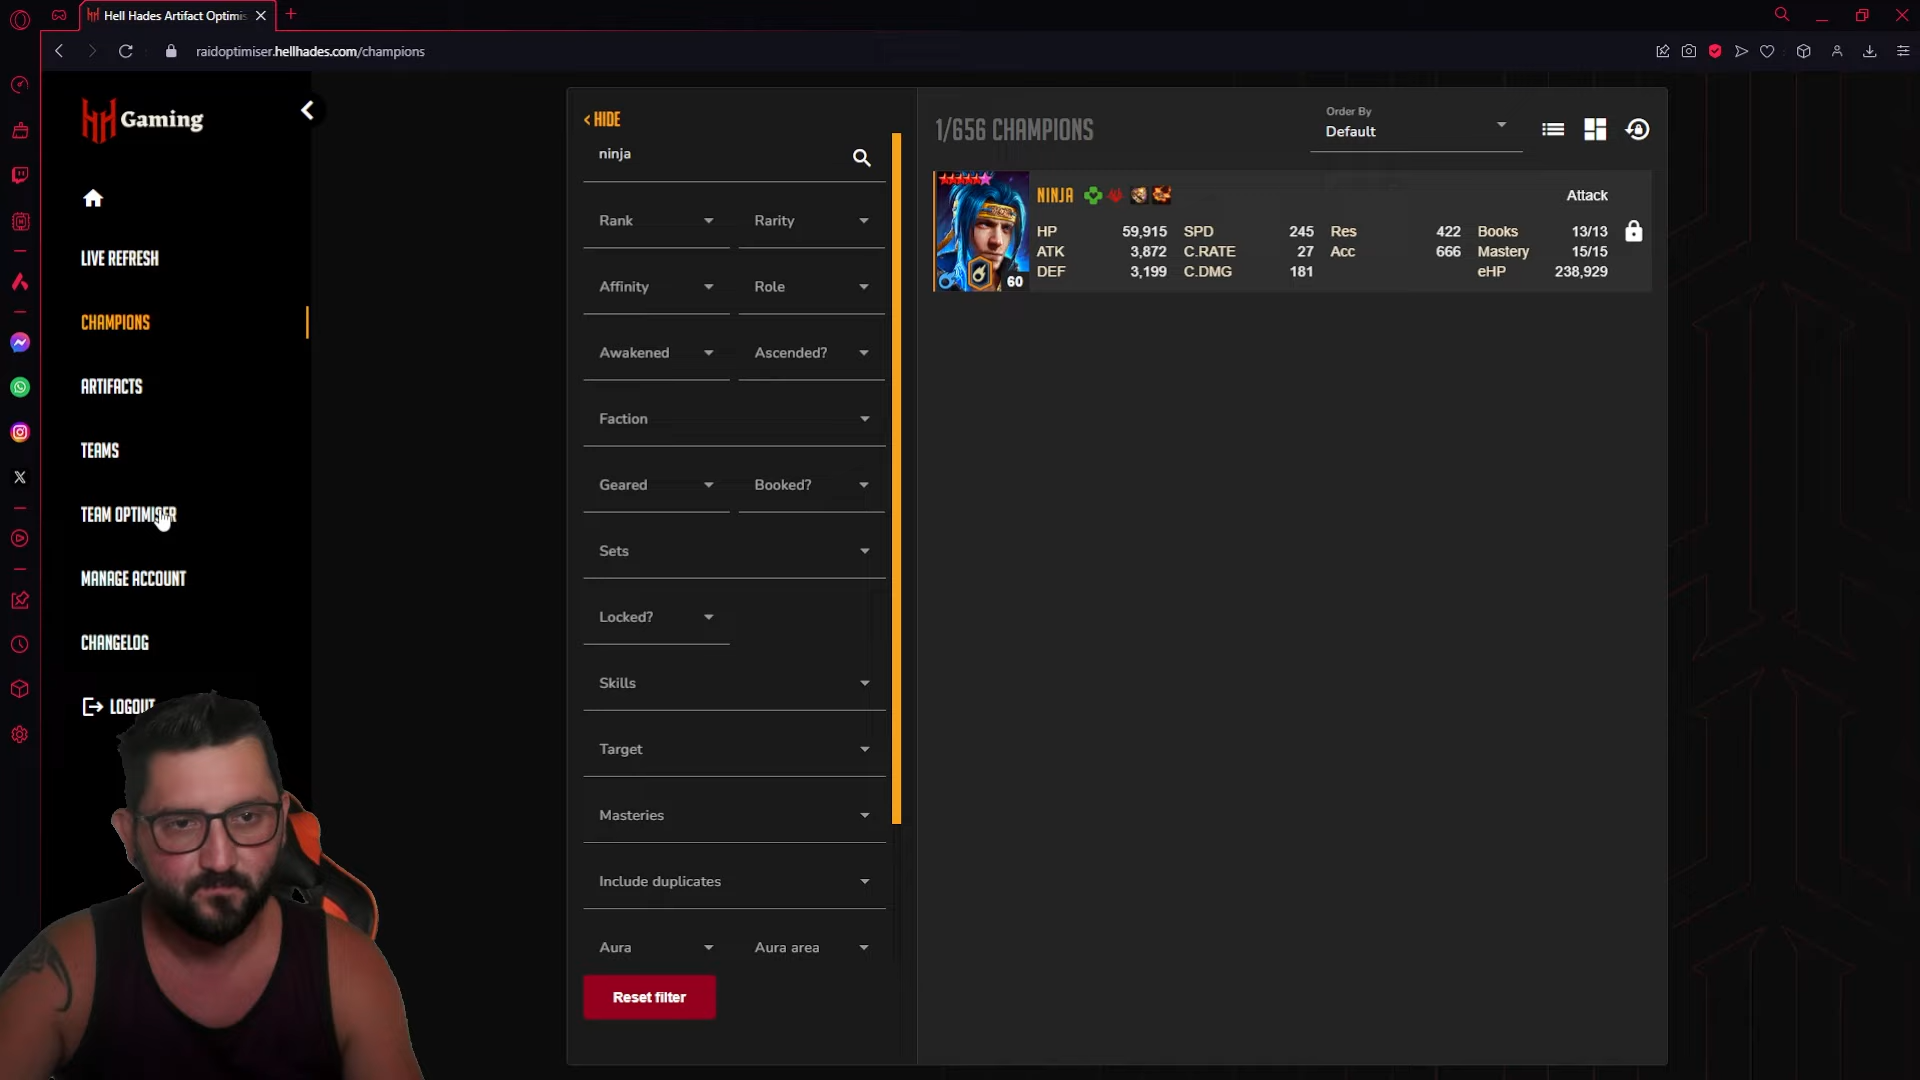 Hell Hades Artifact Optimis
raidoptimiser.hellhades.com/champions
Gaming
LIVE REFRESH
CHAMPIONS
ARTIFACTS
TEAMS
TEAM OPTIMISER
MANAGE ACCOUNT
CHANGELOG
LOGOUT
< HIDE
ninja
Rank
Rarity
Affinity
Role
Awakened
Ascended?
Faction
Geared
Booked?
Sets
Locked?
Skills
Target
Masteries
Include duplicates
Aura
Aura area
Reset filter
1/656 CHAMPIONS
Order By
Default
NINJA
Attack
HP 59,915 SPD 245 Res 422 Books 13/13
ATK 3,872 C.RATE 27 Acc 666 Mastery 15/15
DEF 3,199 C.DMG 181 eHP 238,929
60